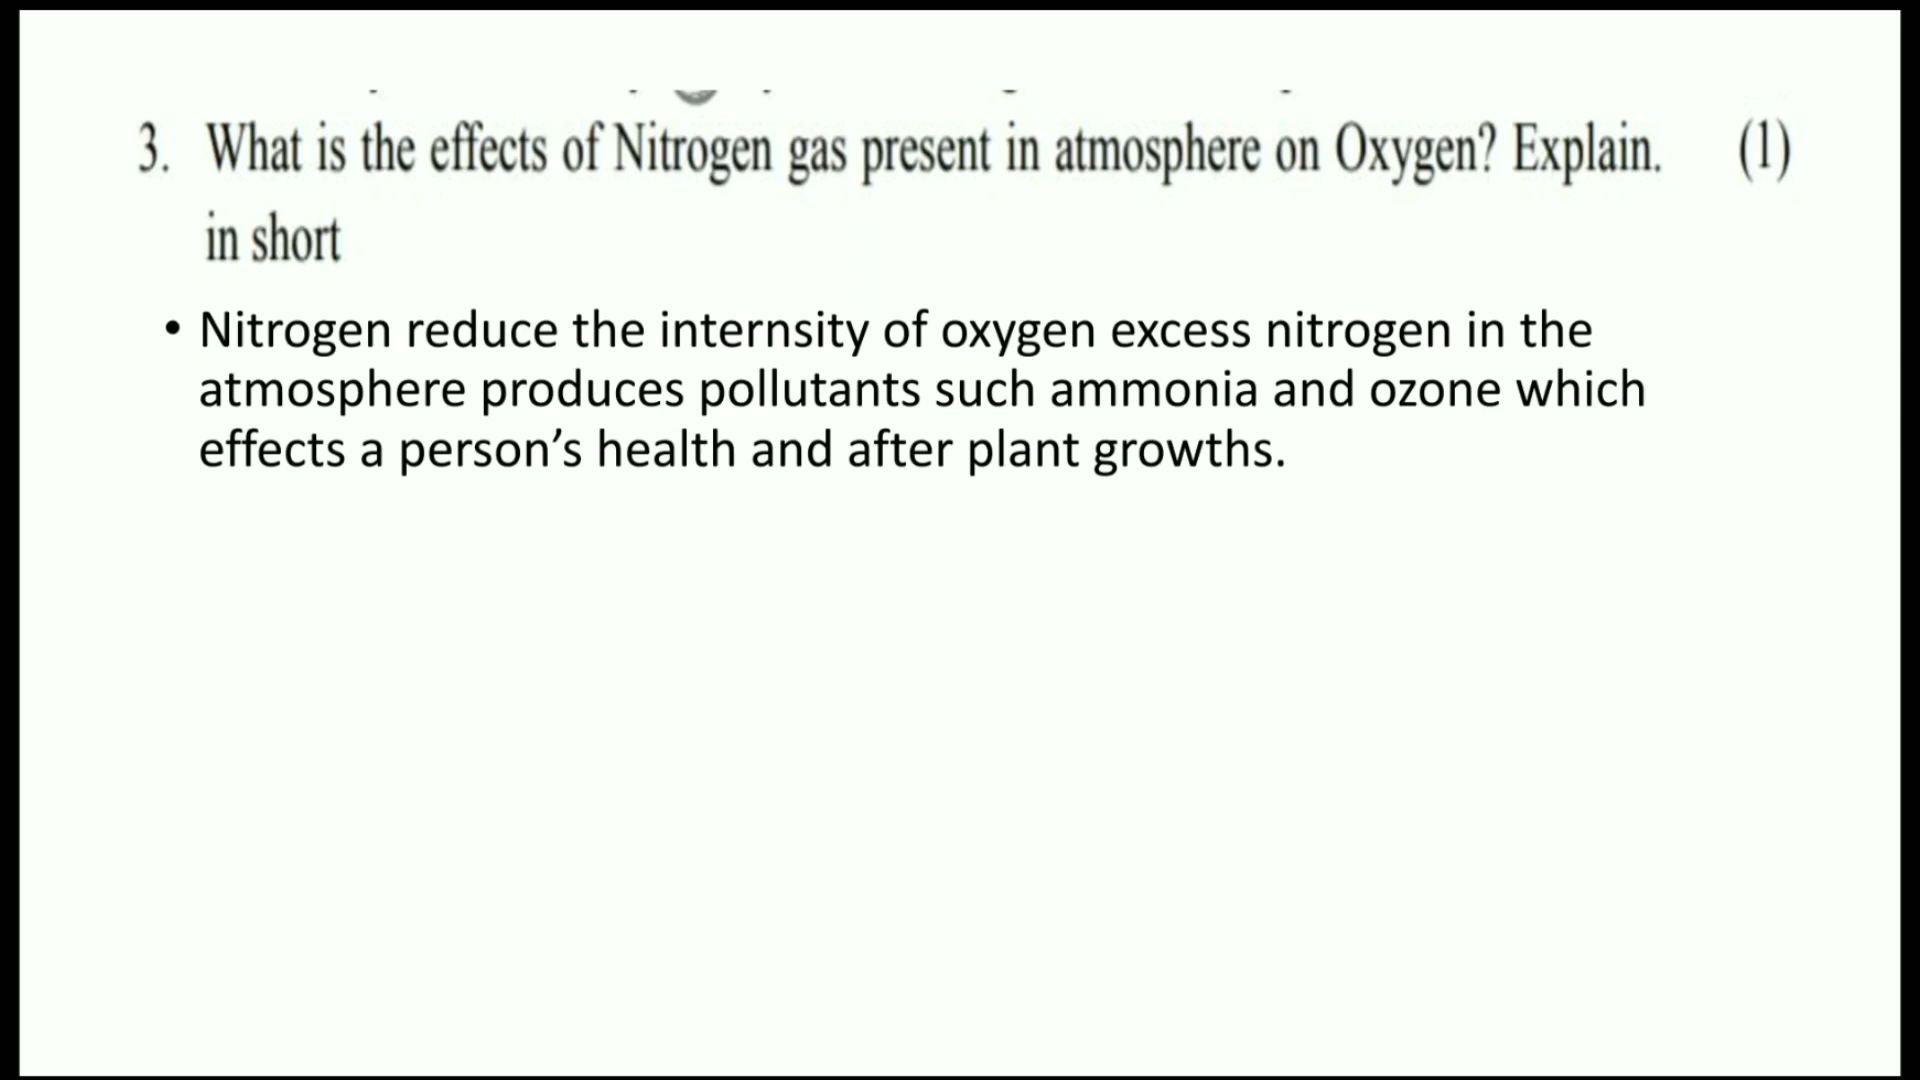 3. What is the effects of Nitrogen gas present in atmosphere on Oxygen? Explain. (1)
in short
• Nitrogen reduce the internsity of oxygen excess nitrogen in the
atmosphere produces pollutants such ammonia and ozone which
effects a person’s health and after plant growths.